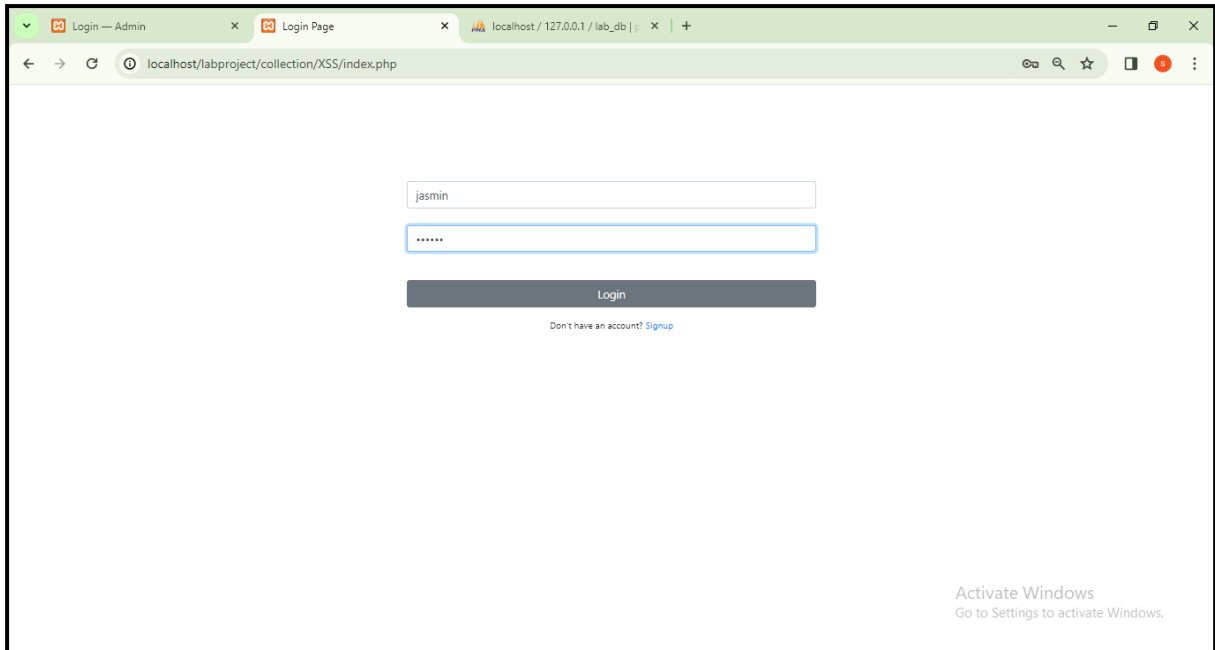 Login — Admin
Login Page
localhost / 127.0.0.1 / lab_db |
localhost/labproject/collection/XSS/index.php
s
jasmin
••••••
Login
Don't have an account? Signup
Activate Windows
Go to Settings to activate Windows.